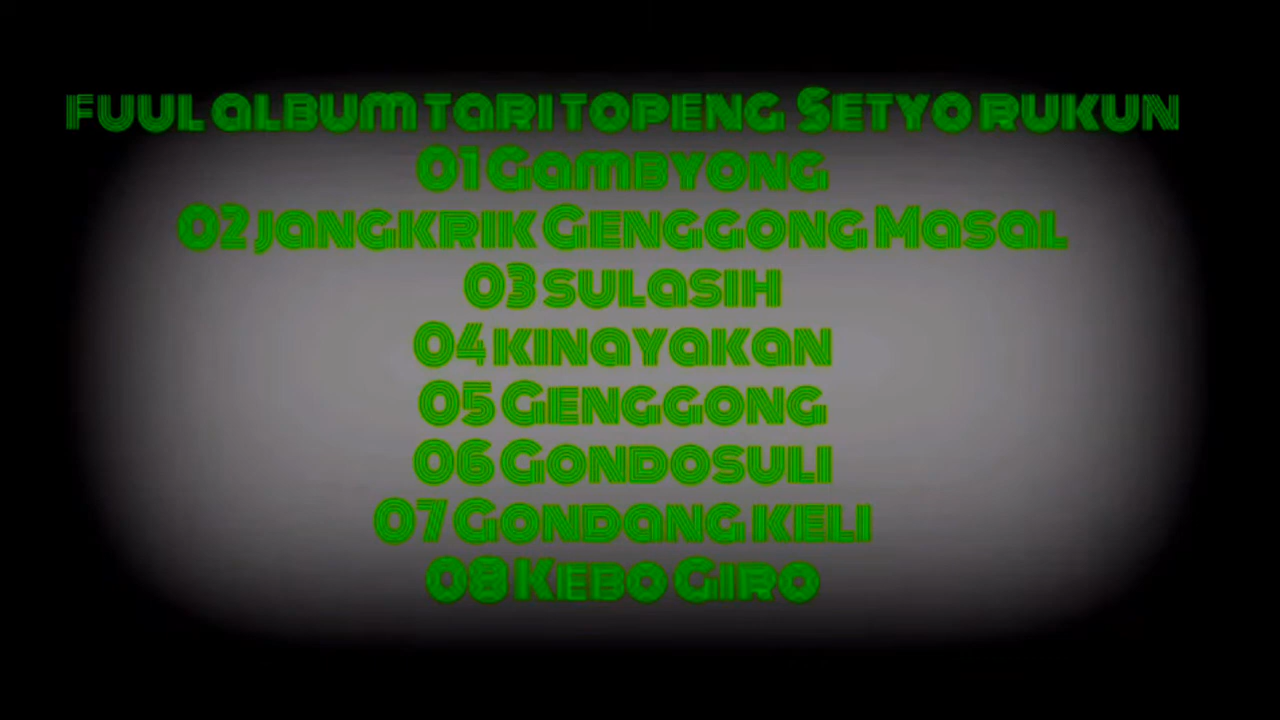 Fuul album tari topeng Setyo rukun
01 Gambyong
02 jangkrik Genggong Masal
03 sulasih
04 kinayakan
05 Genggong
06 Gondosuli
07 Gondang keli
08 Kebo Giro